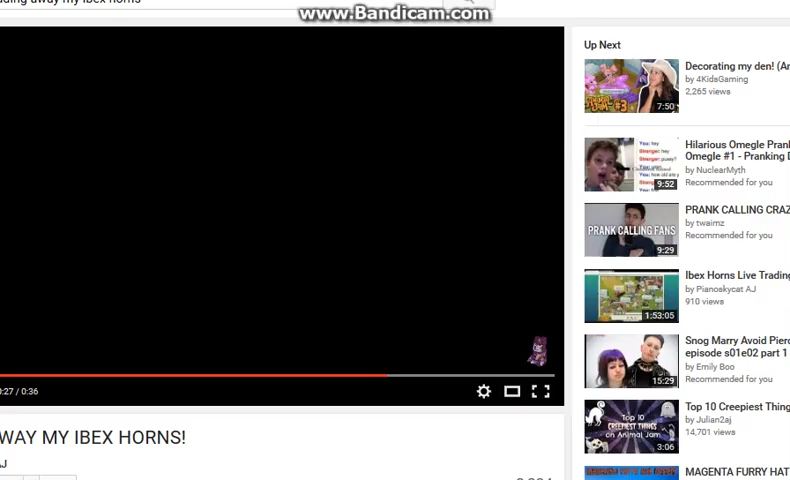 ading away my ibex horns
www.Bandicam.com
Up Next
Decorating my den! (An
by 4KidsGaming
2,265 views
7:50
Hilarious Omegle Prank
Omegle #1 - Pranking D
by NuclearMyth
Recommended for you
9:52
PRANK CALLING CRAZ
by twaimz
Recommended for you
PRANK CALLING FANS
9:29
Ibex Horns Live Trading
by Pianoskycat AJ
910 views
1:53:05
Snog Marry Avoid Pierc
episode s01e02 part 1
by Emily Boo
Recommended for you
15:29
Top 10 Creepiest Thing
by Julian2aj
14,701 views
Top 10
CREEPIEST THINGS
on Animal Jam
3:06
MAGENTA FURRY HAT
0:27 / 0:36
WAY MY IBEX HORNS!
AJ